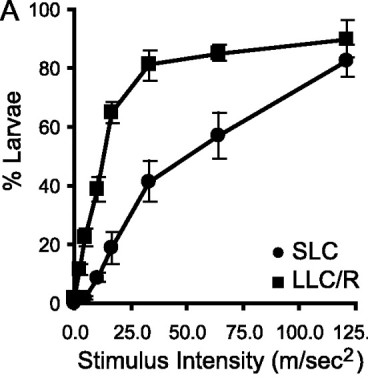 A
100
80
60
40
20
0
% Larvae
SLC
LLC/R
0.0 25.0 50.0 75.0 100.0 125.
Stimulus Intensity (m/sec2)